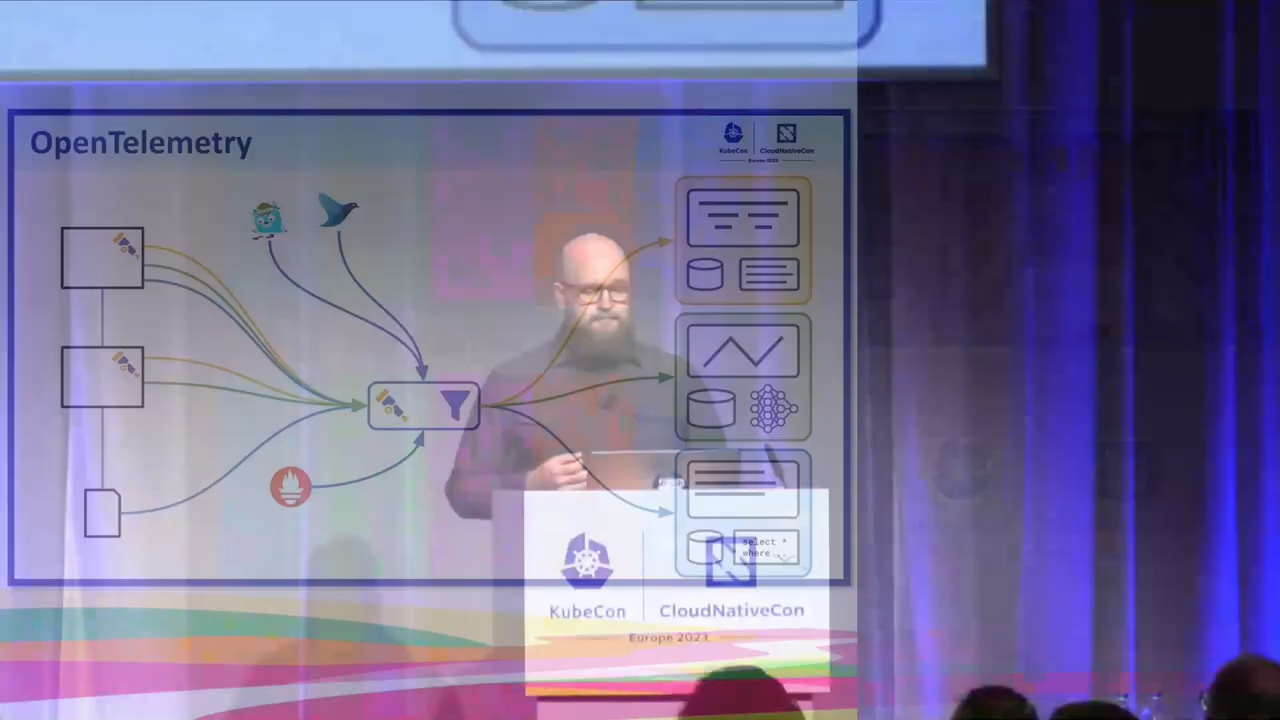 OpenTelemetry
KubeCon
CloudNativeCon
Europe 2023
select *
where ...
KubeCon
CloudNativeCon
Europe 2023